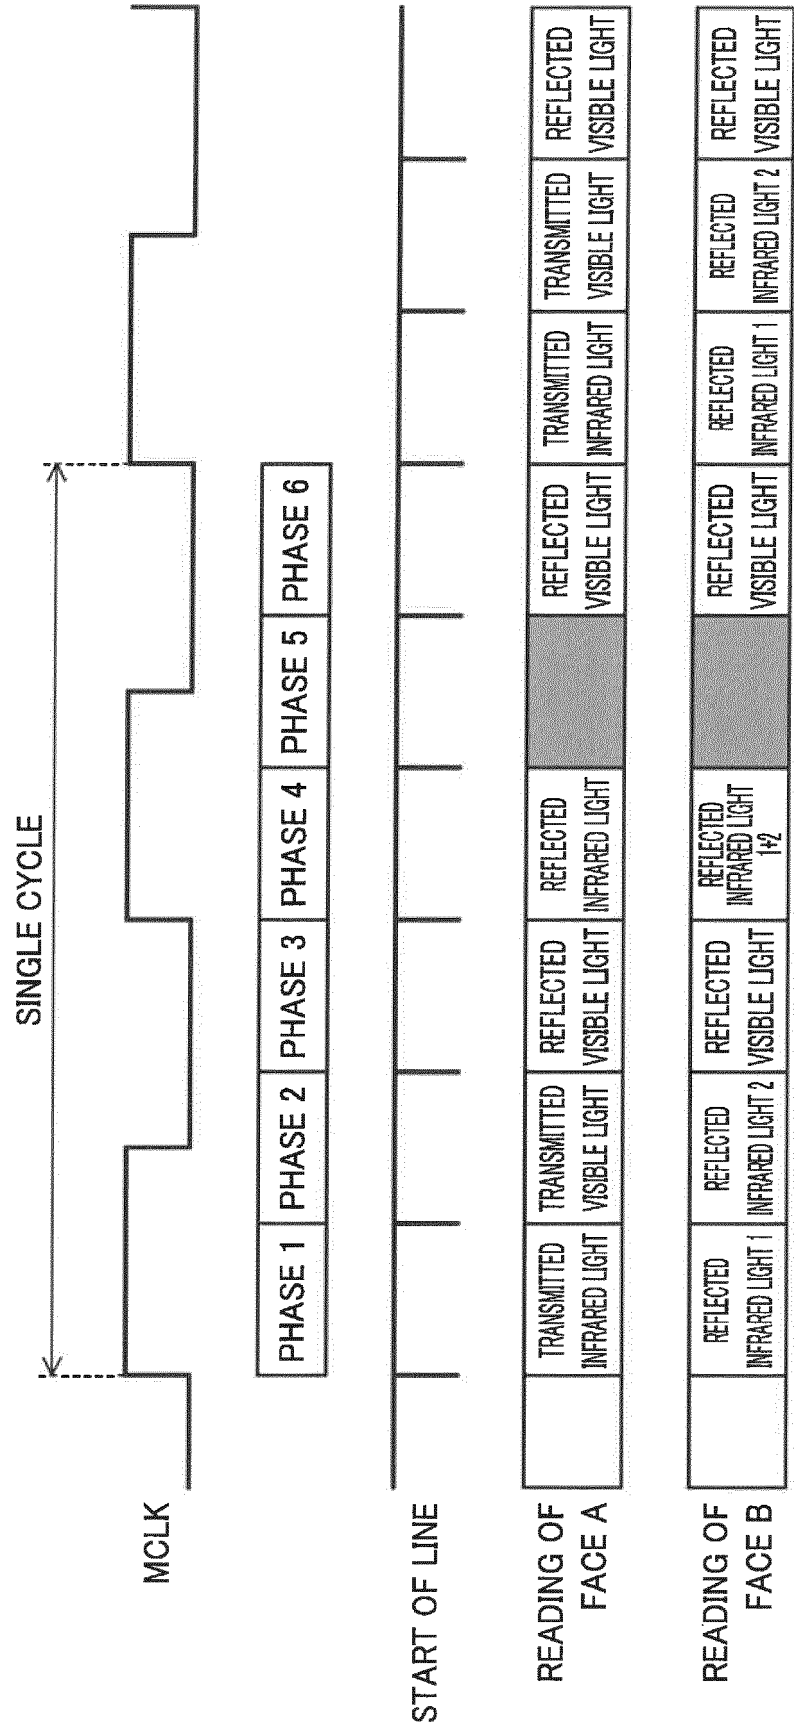 SINGLE CYCLE
MCLK
PHASE 1
PHASE 2
PHASE 3
PHASE 4
PHASE 5
PHASE 6
START OF LINE
READING OF
FACE A
TRANSMITTED
INFRARED LIGHT
TRANSMITTED
VISIBLE LIGHT
REFLECTED
VISIBLE LIGHT
REFLECTED
INFRARED LIGHT
REFLECTED
VISIBLE LIGHT
TRANSMITTED
INFRARED LIGHT
TRANSMITTED
VISIBLE LIGHT
REFLECTED
VISIBLE LIGHT
READING OF
FACE B
REFLECTED
INFRARED LIGHT 1
REFLECTED
INFRARED LIGHT 2
REFLECTED
VISIBLE LIGHT
REFLECTED
INFRARED LIGHT
1+2
REFLECTED
VISIBLE LIGHT
REFLECTED
INFRARED LIGHT 1
REFLECTED
INFRARED LIGHT 2
REFLECTED
VISIBLE LIGHT